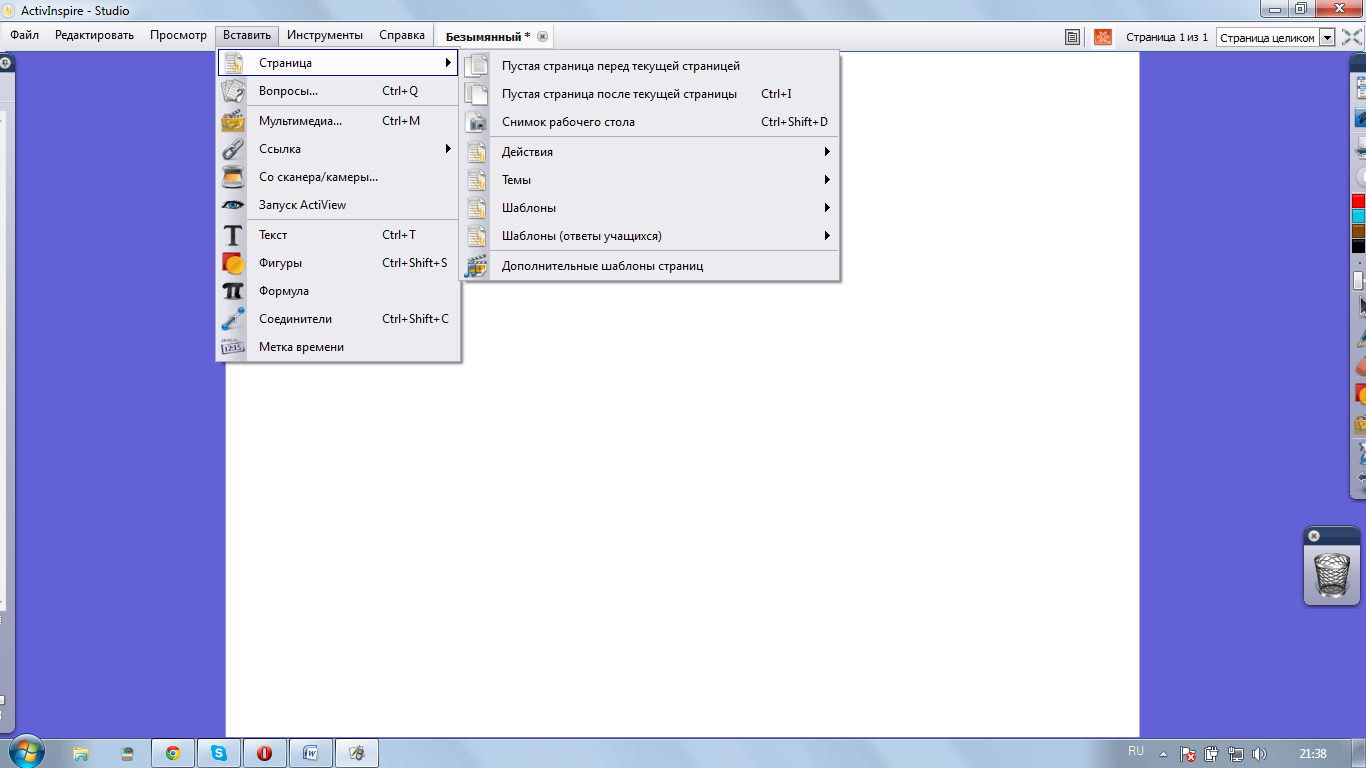 ActivInspire - Studio
Файл Редактировать Просмотр Вставить Инструменты Справка Безымянный * Страница 1 из 1 Страница целиком
Страница
Вопросы... Ctrl+Q
Мультимедиа... Ctrl+M
Ссылка
Со сканера/камеры...
Запуск ActiView
Текст Ctrl+T
Фигуры Ctrl+Shift+S
Формула
Соединители Ctrl+Shift+C
Метка времени
Пустая страница перед текущей страницей
Пустая страница после текущей страницы Ctrl+I
Снимок рабочего стола Ctrl+Shift+D
Действия
Темы
Шаблоны
Шаблоны (ответы учащихся)
Дополнительные шаблоны страниц
RU 21:38